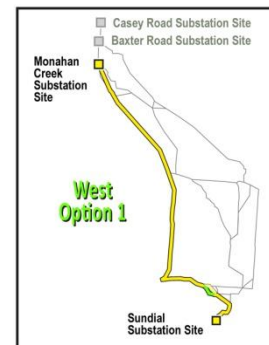 Casey Road Substation Site
Baxter Road Substation Site
Monahan
Creek
Substation
Site
West
Option 1
Sundial
Substation Site